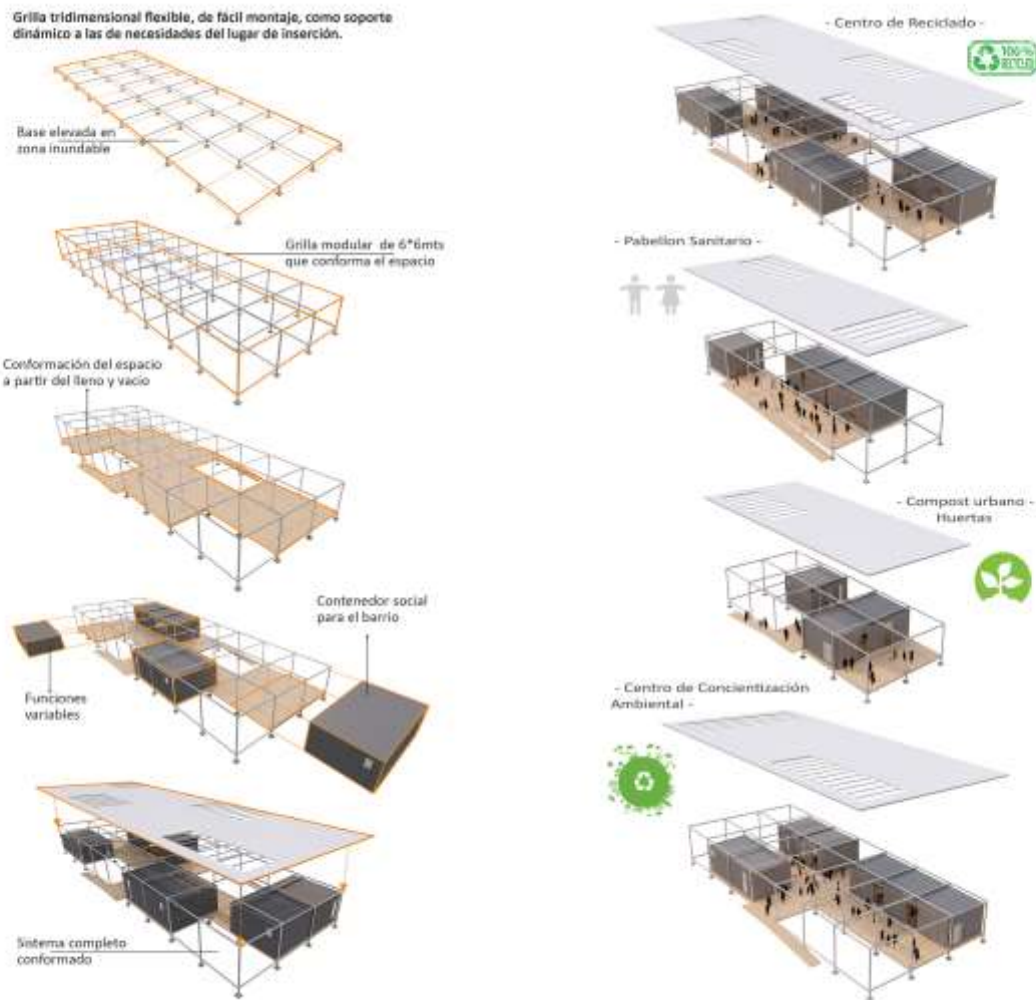 Grilla tridimensional flexible, de fácil montaje, como soporte
dinámico a las de necesidades del lugar de inserción.
Base elevada en
zona inundable
Grilla modular de 6*6mts
que conforma el espacio
Conformación del espacio
a partir del lleno y vacio
Contenedor social
para el barrio
Funciones
variables
Sistema completo
conformado
- Centro de Reciclado -
100%
- Pabellon Sanitario -
- Compost urbano -
Huertas
- Centro de Concientización
Ambiental -